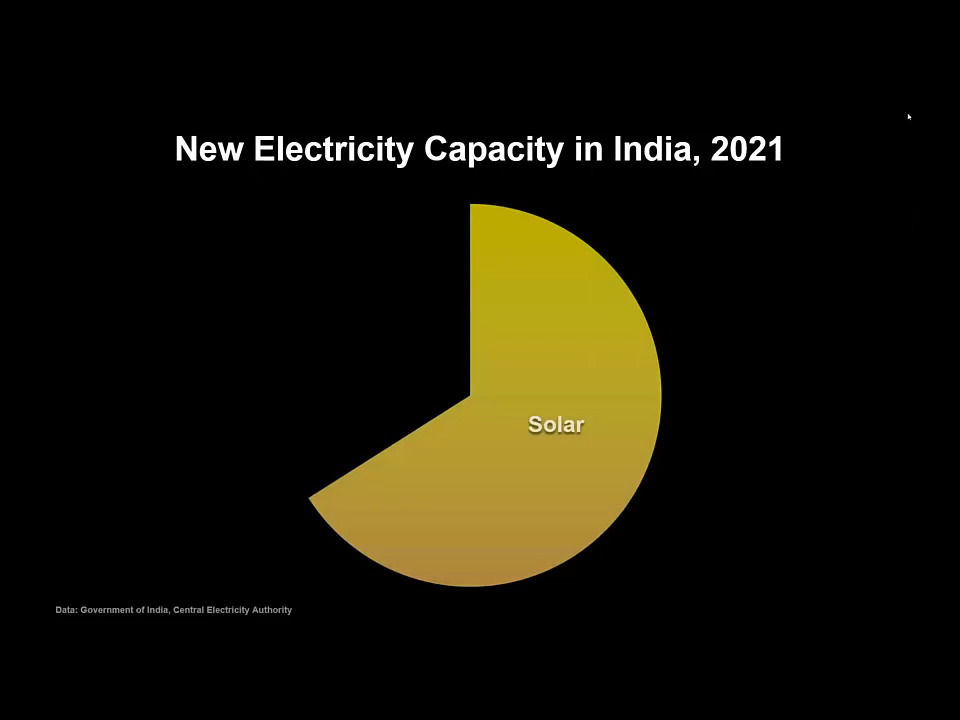 New Electricity Capacity in India, 2021
Solar
Data: Government of India, Central Electricity Authority